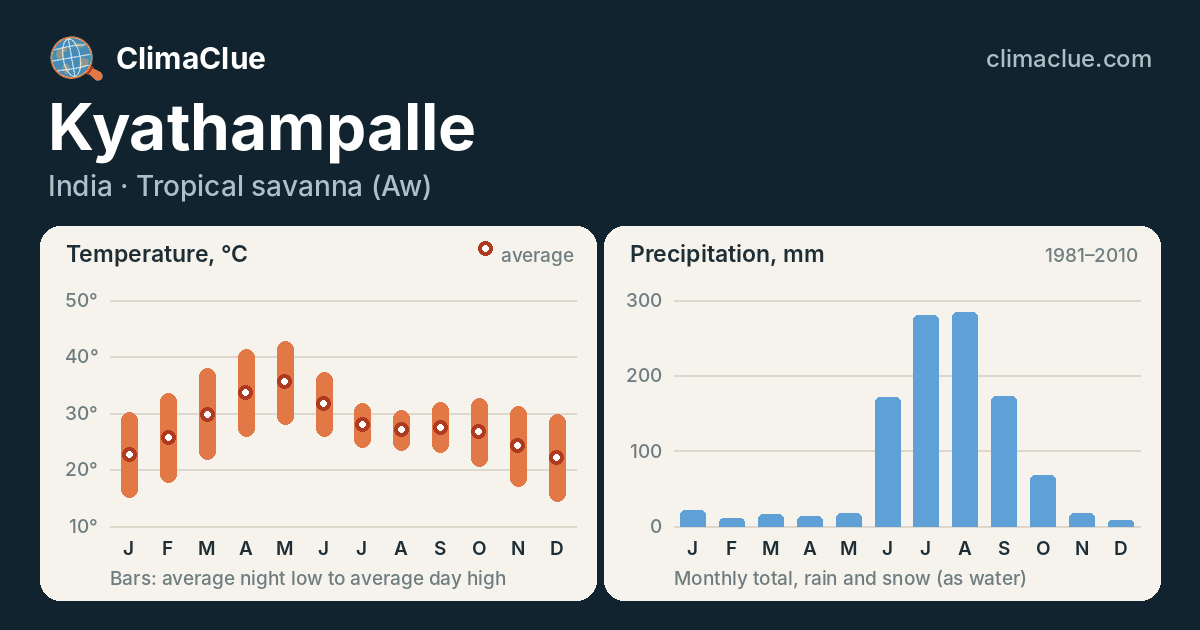 ClimaClue
climaclue.com
Kyathampalle
India · Tropical savanna (Aw)
Temperature, °C
average
50°
40°
30°
20°
10°
J F M A M J J A S O N D
Bars: average night low to average day high
Precipitation, mm
1981–2010
300
200
100
0
J F M A M J J A S O N D
Monthly total, rain and snow (as water)